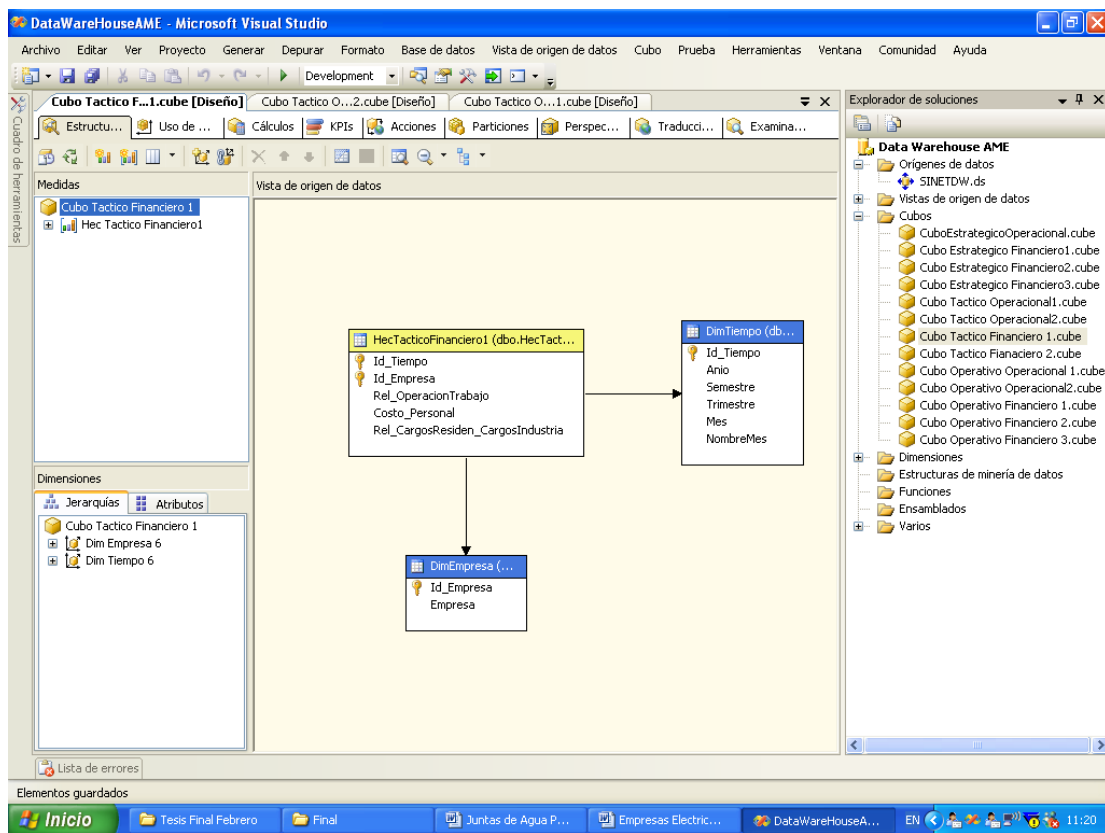 DataWareHouseAME - Microsoft Visual Studio
Archivo Editar Ver Proyecto Generar Depurar Formato Base de datos Vista de origen de datos Cubo Prueba Herramientas Ventana Comunidad Ayuda
Development
Cubo Tactico F...1.cube [Diseño] Cubo Tactico O...2.cube [Diseño] Cubo Tactico O...1.cube [Diseño]
Estructu... Uso de ... Cálculos KPIs Acciones Particiones Perspec... Traducci... Examina...
Cuadro de herramientas
Medidas
Cubo Tactico Financiero 1
Hec Tactico Financiero1
Dimensiones
Jerarquías Atributos
Cubo Tactico Financiero 1
Dim Empresa 6
Dim Tiempo 6
Vista de origen de datos
HecTacticoFinanciero1 (dbo.HecTact...
Id_Tiempo
Id_Empresa
Rel_OperacionTrabajo
Costo_Personal
Rel_CargosResiden_CargosIndustria
DimTiempo (db...
Id_Tiempo
Anio
Semestre
Trimestre
Mes
NombreMes
DimEmpresa (...
Id_Empresa
Empresa
Explorador de soluciones
Data Warehouse AME
Orígenes de datos
SINETDW.ds
Vistas de origen de datos
Cubos
CuboEstrategicoOperacional.cube
Cubo Estrategico Financiero1.cube
Cubo Estrategico Financiero2.cube
Cubo Estrategico Financiero3.cube
Cubo Tactico Operacional1.cube
Cubo Tactico Operacional2.cube
Cubo Tactico Financiero 1.cube
Cubo Tactico Fianaciero 2.cube
Cubo Operativo Operacional 1.cube
Cubo Operativo Operacional2.cube
Cubo Operativo Financiero 1.cube
Cubo Operativo Financiero 2.cube
Cubo Operativo Financiero 3.cube
Dimensiones
Estructuras de minería de datos
Funciones
Ensamblados
Varios
Lista de errores
Elementos guardados
Inicio Tesis Final Febrero Final Juntas de Agua P... Empresas Electric... DataWareHouseA... EN 11:20